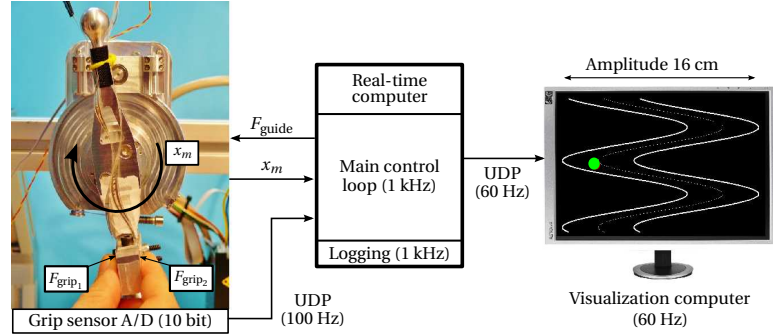 x_m
F_grip1
F_grip2
Grip sensor A/D (10 bit)
F_guide
x_m
UDP
(100 Hz)
Real-time
computer
Main control
loop (1 kHz)
Logging (1 kHz)
UDP
(60 Hz)
Amplitude 16 cm
Visualization computer
(60 Hz)